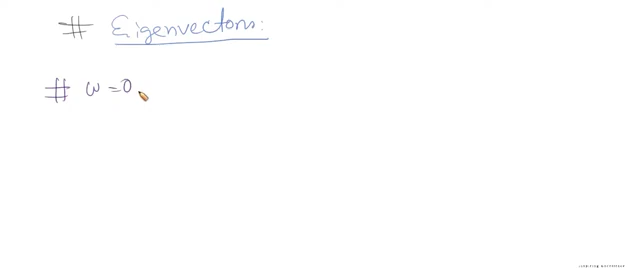 # Eigenvectors:
# ω = 0